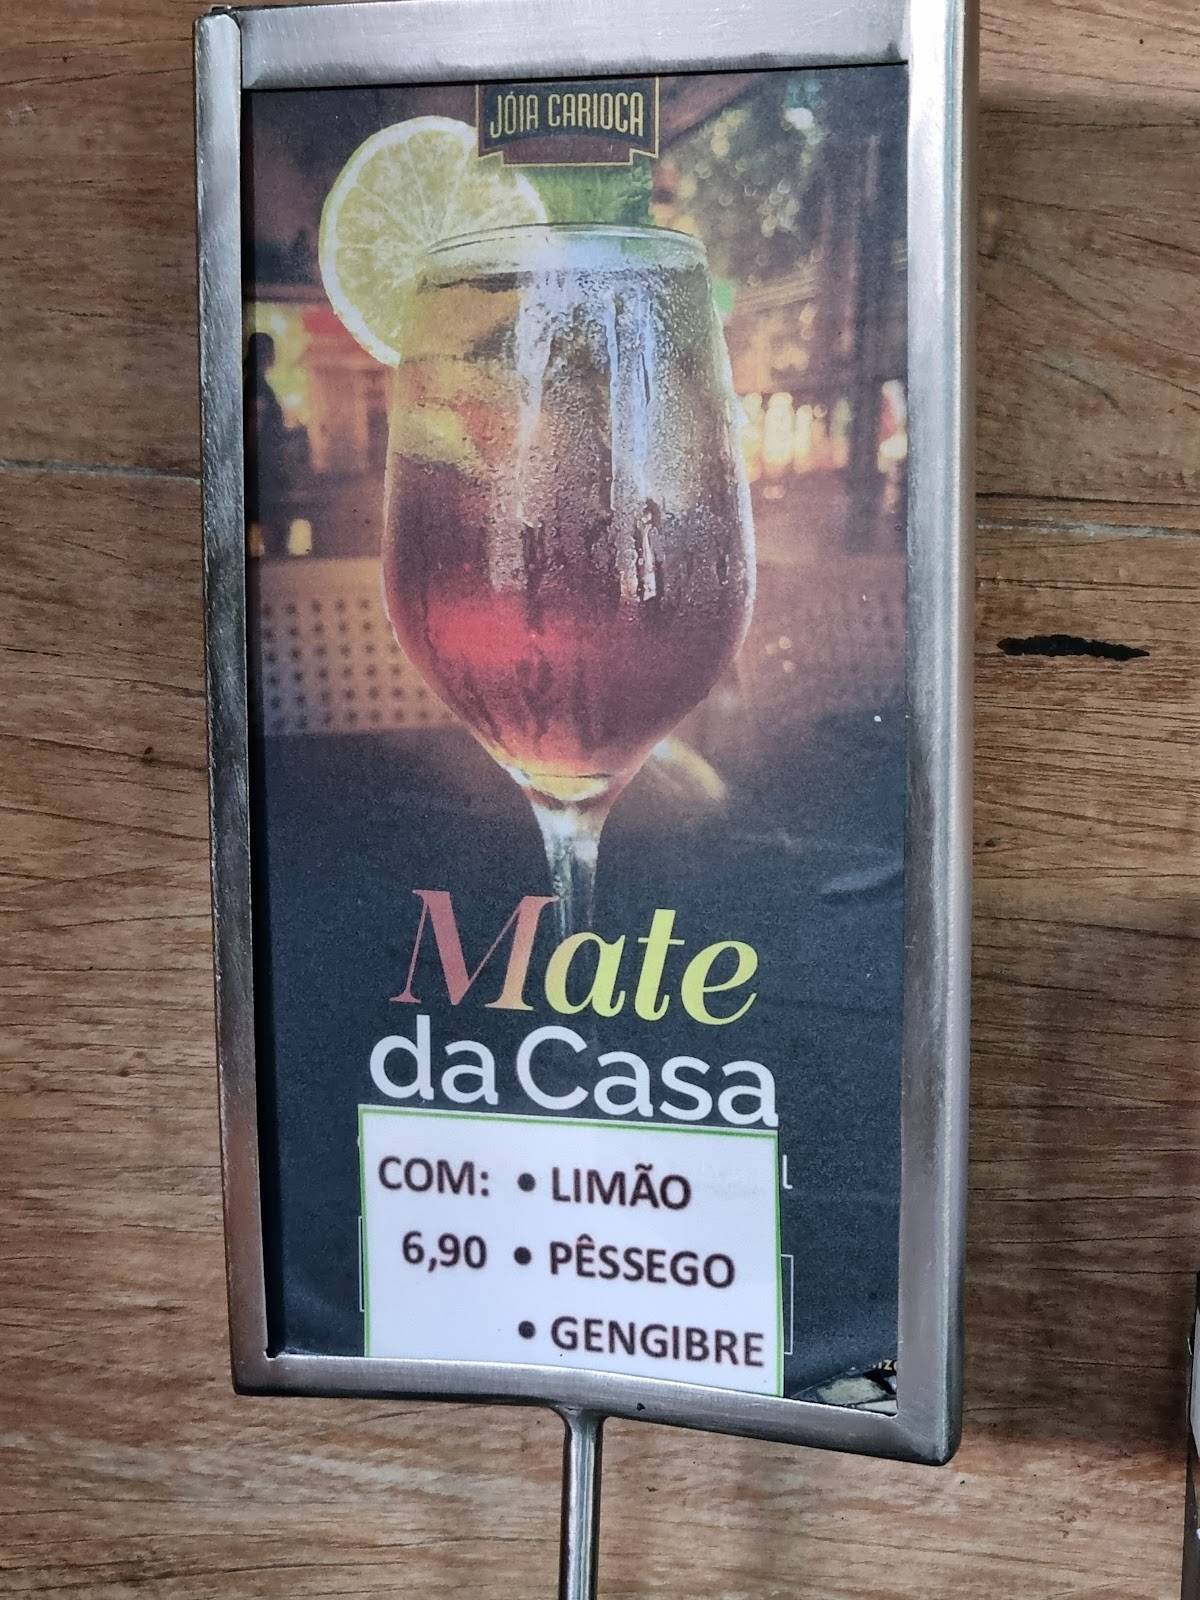 JÓIA CARIOCA
Mate
da Casa
COM: • LIMÃO
6,90 • PÊSSEGO
• GENGIBRE